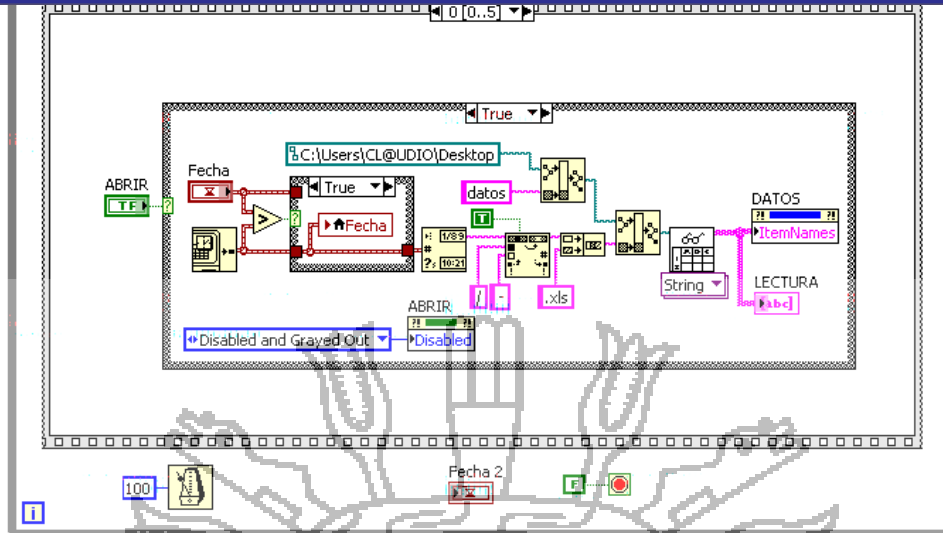 0 [0..5]
True
C:\Users\CL@UDIO\Desktop
Fecha
True
ABRIR
TF
datos
DATOS
ItemNames
T
>
Fecha
1/89
#
10:21
String
LECTURA
abc
/
-
.xls
ABRIR
Disabled and Grayed Out
Disabled
100
Fecha 2
F
i